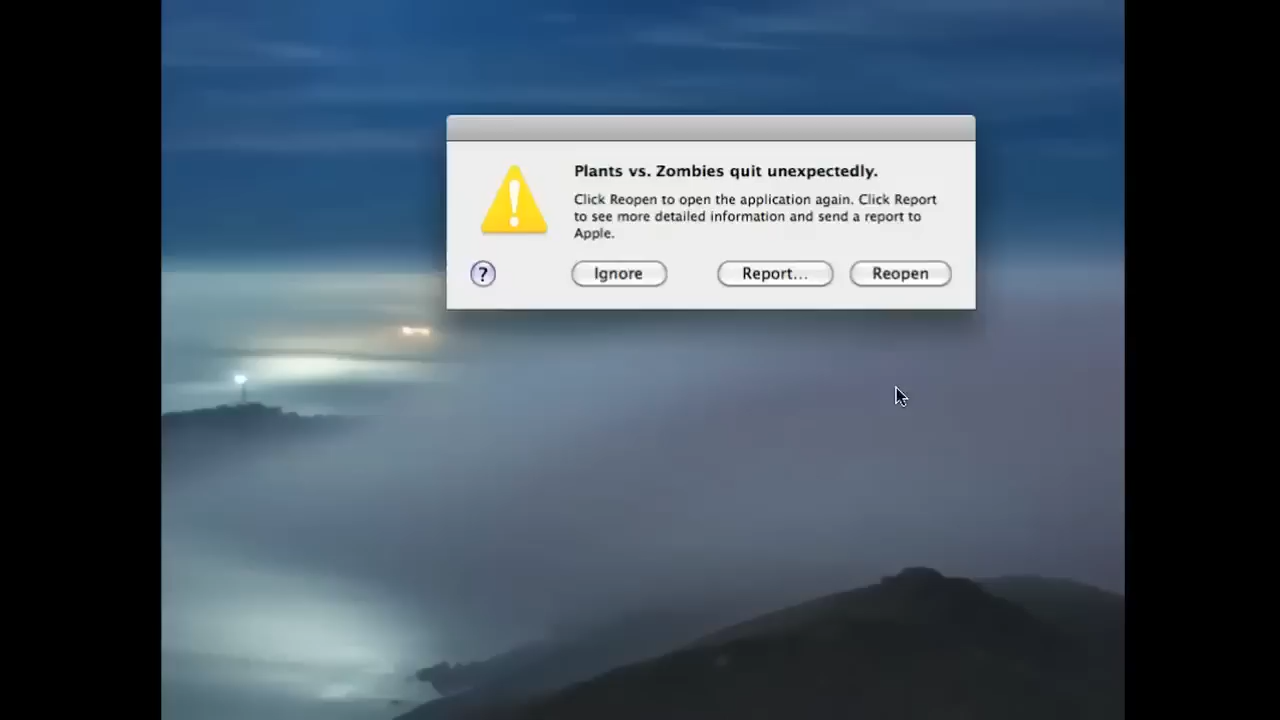 Plants vs. Zombies quit unexpectedly.
Click Reopen to open the application again. Click Report
to see more detailed information and send a report to
Apple.
? Ignore Report... Reopen